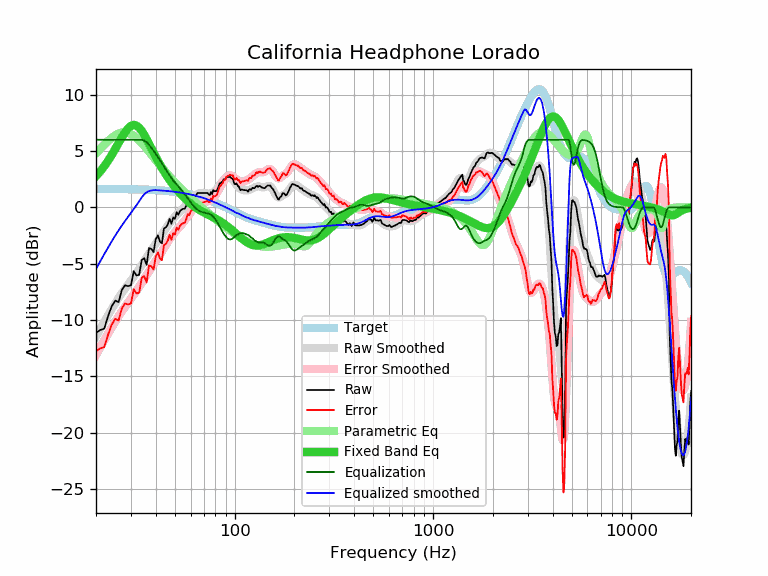 California Headphone Lorado
10
5
0
−5
−10
−15
−20
−25
Amplitude (dBr)
Target
Raw Smoothed
Error Smoothed
Raw
Error
Parametric Eq
Fixed Band Eq
Equalization
Equalized smoothed
100 1000 10000
Frequency (Hz)